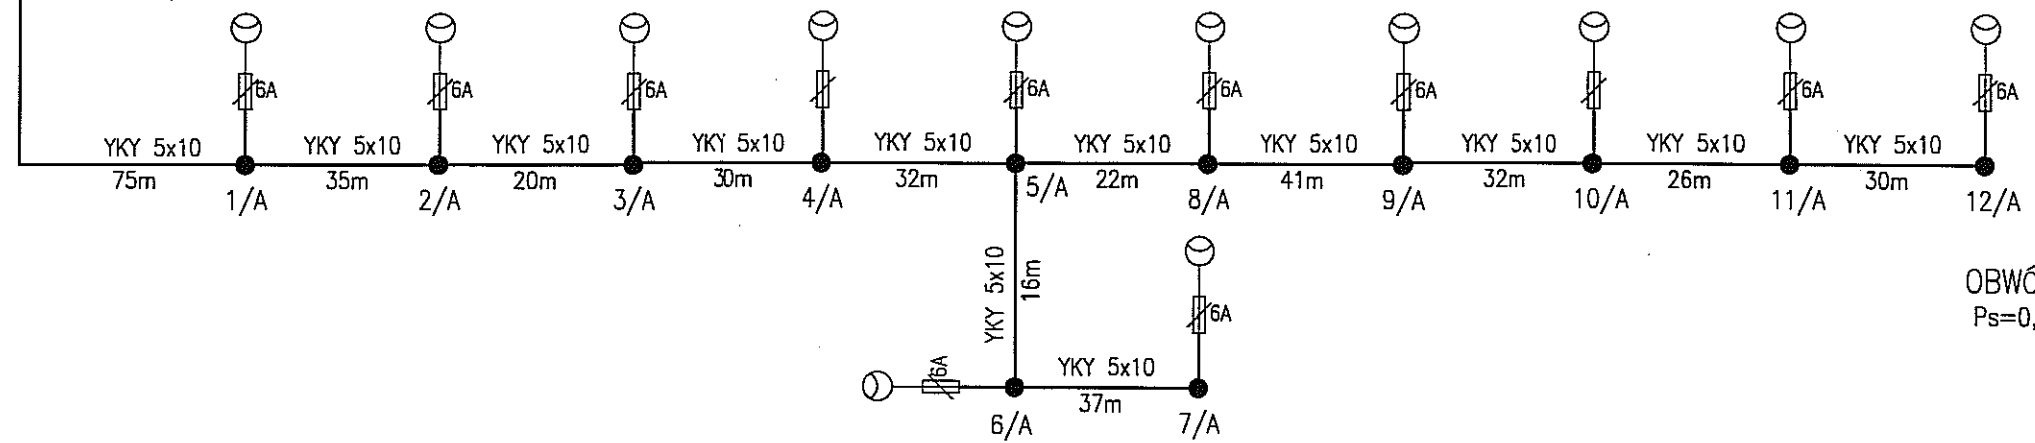 6A 6A 6A 6A 6A 6A 6A 6A
YKY 5x10 YKY 5x10 YKY 5x10 YKY 5x10 YKY 5x10 YKY 5x10 YKY 5x10 YKY 5x10 YKY 5x10 YKY 5x10
75m 35m 20m 30m 32m 22m 41m 32m 26m 30m
1/A 2/A 3/A 4/A 5/A 8/A 9/A 10/A 11/A 12/A
YKY 5x10
16m
6A
OBWÓ
Ps=0,
6A
YKY 5x10
37m
6/A 7/A